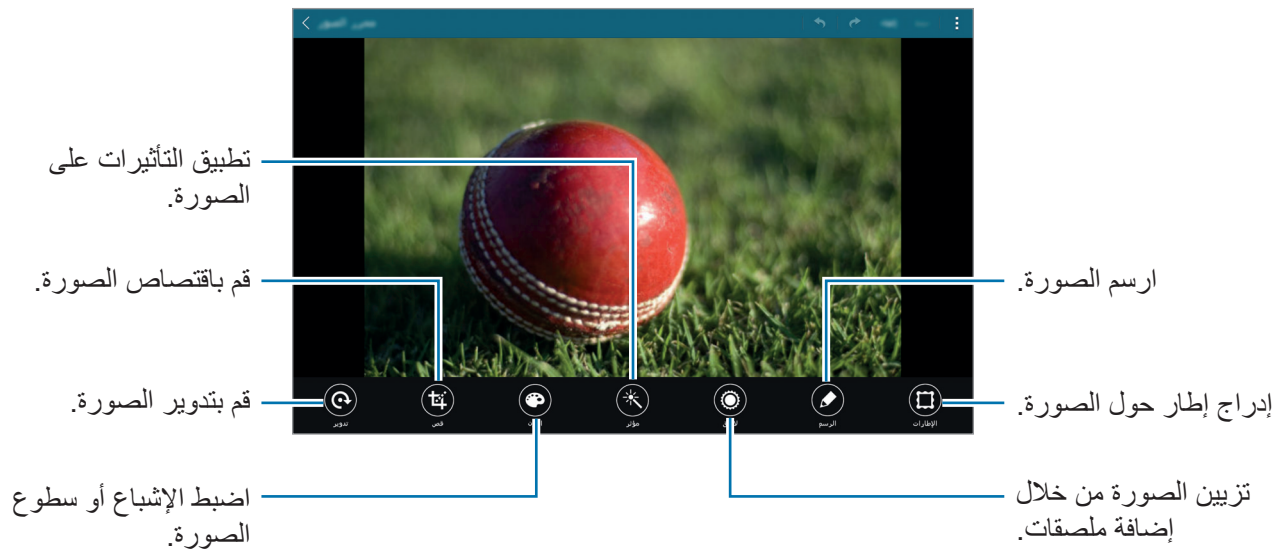 تطبيق التأثيرات على
الصورة.
قم باقتصاص الصورة.
قم بتدوير الصورة.
اضبط الإشباع أو سطوع
الصورة.
ارسم الصورة.
إدراج إطار حول الصورة.
تزيين الصورة من خلال
إضافة ملصقات.
تدوير
قص
مؤثر
الرسم
الإطارات